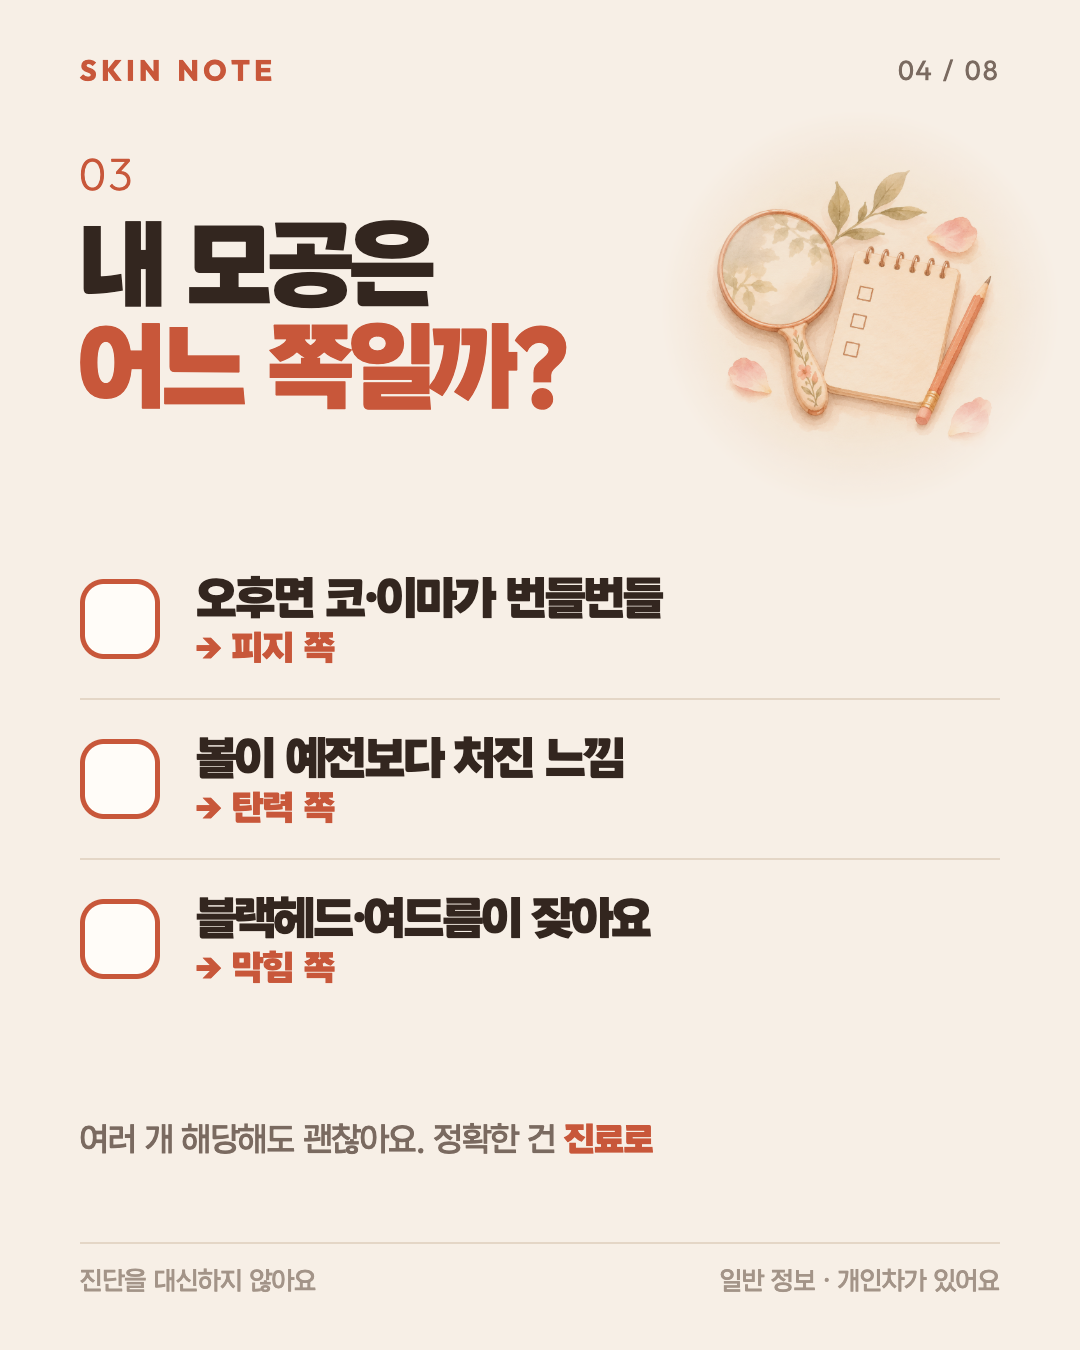 SKIN NOTE
04 / 08
03
내 모공은
어느 쪽일까?
오후면 코·이마가 번들번들
→ 피지 쪽
볼이 예전보다 처진 느낌
→ 탄력 쪽
블랙헤드·여드름이 잦아요
→ 막힘 쪽
여러 개 해당해도 괜찮아요. 정확한 건 진료로
진단을 대신하지 않아요
일반 정보 · 개인차가 있어요